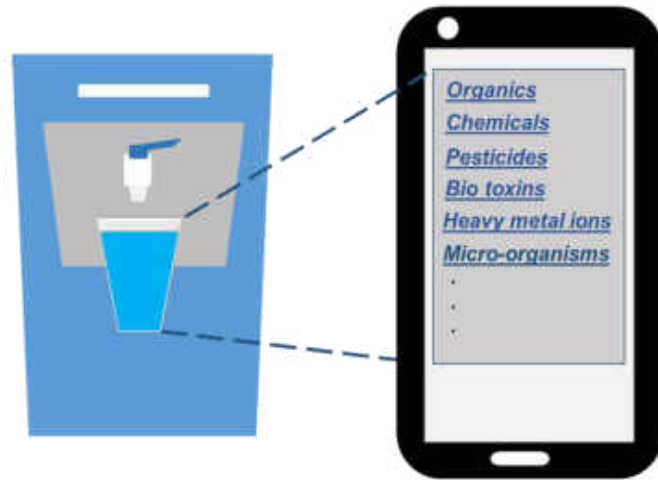 Organics
Chemicals
Pesticides
Bio toxins
Heavy metal ions
Micro-organisms
.
.
.